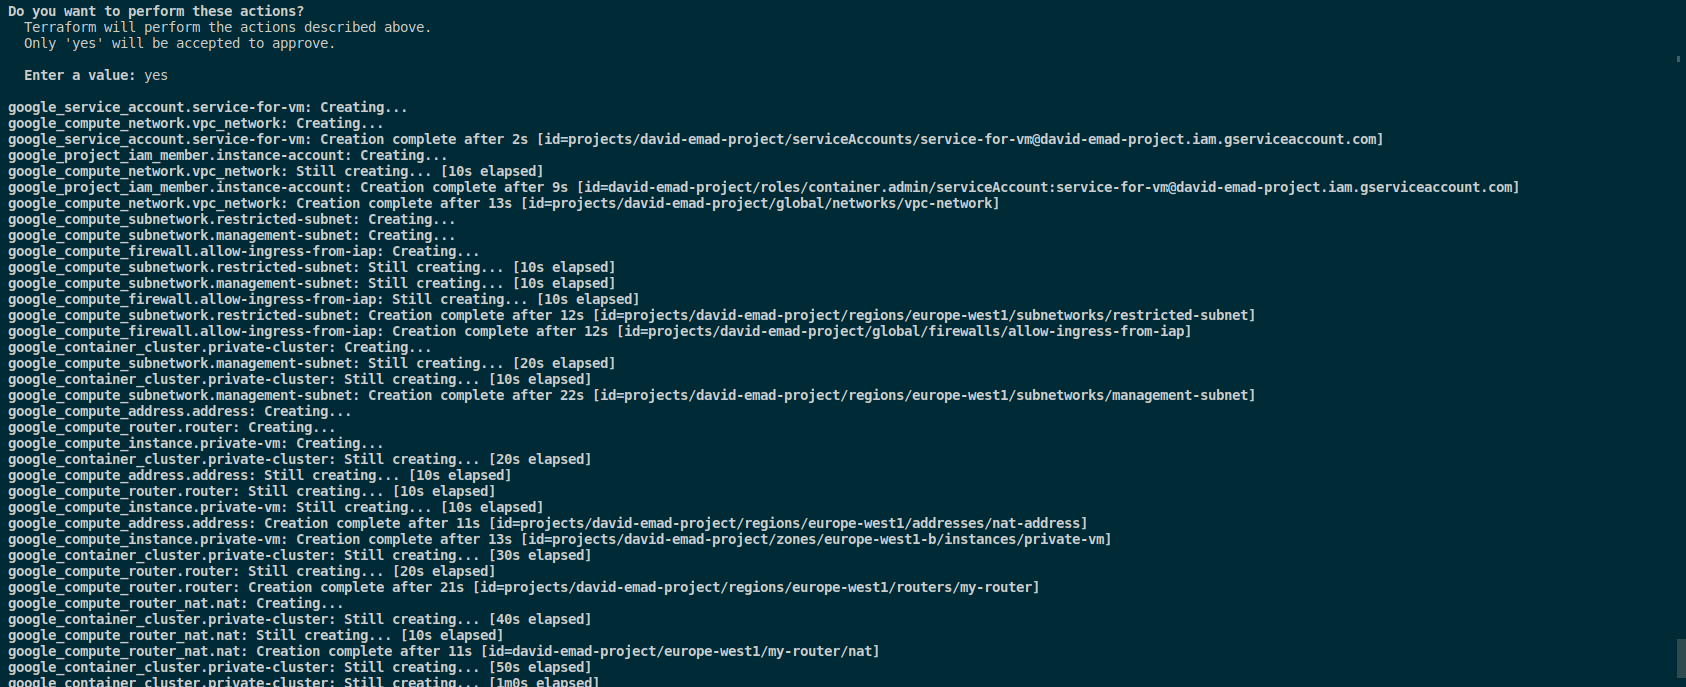 Do you want to perform these actions?
  Terraform will perform the actions described above.
  Only 'yes' will be accepted to approve.

  Enter a value: yes

google_service_account.service-for-vm: Creating...
google_compute_network.vpc_network: Creating...
google_service_account.service-for-vm: Creation complete after 2s [id=projects/david-emad-project/serviceAccounts/service-for-vm@david-emad-project.iam.gserviceaccount.com]
google_project_iam_member.instance-account: Creating...
google_compute_network.vpc_network: Still creating... [10s elapsed]
google_project_iam_member.instance-account: Creation complete after 9s [id=david-emad-project/roles/container.admin/serviceAccount:service-for-vm@david-emad-project.iam.gserviceaccount.com]
google_compute_network.vpc_network: Creation complete after 13s [id=projects/david-emad-project/global/networks/vpc-network]
google_compute_subnetwork.restricted-subnet: Creating...
google_compute_subnetwork.management-subnet: Creating...
google_compute_firewall.allow-ingress-from-iap: Creating...
google_compute_subnetwork.restricted-subnet: Still creating... [10s elapsed]
google_compute_subnetwork.management-subnet: Still creating... [10s elapsed]
google_compute_firewall.allow-ingress-from-iap: Still creating... [10s elapsed]
google_compute_subnetwork.restricted-subnet: Creation complete after 12s [id=projects/david-emad-project/regions/europe-west1/subnetworks/restricted-subnet]
google_compute_firewall.allow-ingress-from-iap: Creation complete after 12s [id=projects/david-emad-project/global/firewalls/allow-ingress-from-iap]
google_container_cluster.private-cluster: Creating...
google_compute_subnetwork.management-subnet: Still creating... [20s elapsed]
google_container_cluster.private-cluster: Still creating... [10s elapsed]
google_compute_subnetwork.management-subnet: Creation complete after 22s [id=projects/david-emad-project/regions/europe-west1/subnetworks/management-subnet]
google_compute_address.address: Creating...
google_compute_router.router: Creating...
google_compute_instance.private-vm: Creating...
google_container_cluster.private-cluster: Still creating... [20s elapsed]
google_compute_address.address: Still creating... [10s elapsed]
google_compute_router.router: Still creating... [10s elapsed]
google_compute_instance.private-vm: Still creating... [10s elapsed]
google_compute_address.address: Creation complete after 11s [id=projects/david-emad-project/regions/europe-west1/addresses/nat-address]
google_compute_instance.private-vm: Creation complete after 13s [id=projects/david-emad-project/zones/europe-west1-b/instances/private-vm]
google_container_cluster.private-cluster: Still creating... [30s elapsed]
google_compute_router.router: Still creating... [20s elapsed]
google_compute_router.router: Creation complete after 21s [id=projects/david-emad-project/regions/europe-west1/routers/my-router]
google_compute_router_nat.nat: Creating...
google_container_cluster.private-cluster: Still creating... [40s elapsed]
google_compute_router_nat.nat: Still creating... [10s elapsed]
google_compute_router_nat.nat: Creation complete after 11s [id=david-emad-project/europe-west1/my-router/nat]
google_container_cluster.private-cluster: Still creating... [50s elapsed]
google_container_cluster.private-cluster: Still creating... [1m0s elapsed]